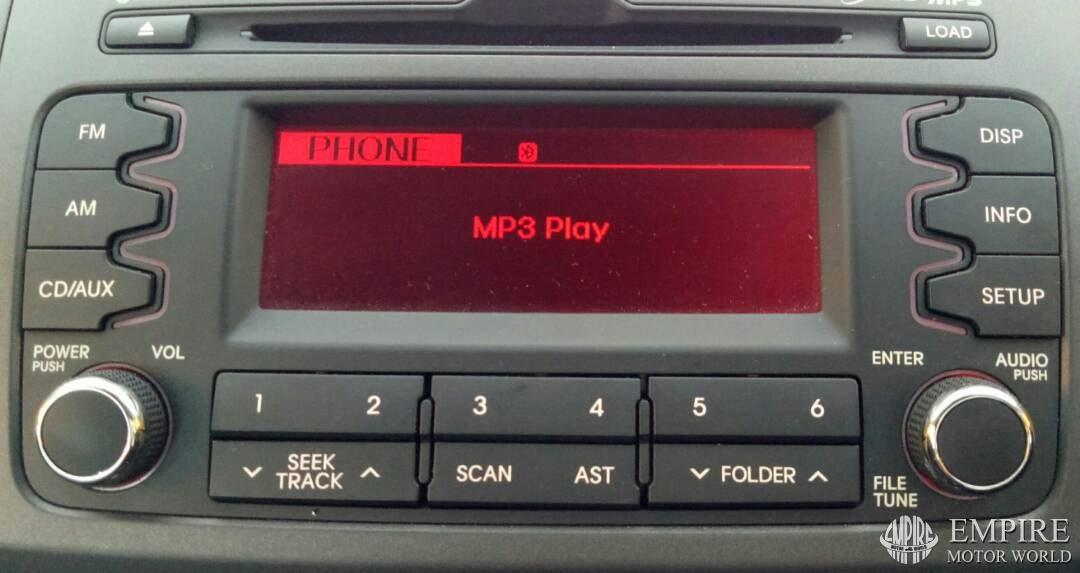 MP3
LOAD
FM
AM
CD/AUX
PHONE
MP3 Play
DISP
INFO
SETUP
POWER
PUSH
VOL
ENTER
AUDIO
PUSH
1 2 3 4 5 6
SEEK
TRACK
SCAN AST
FOLDER
FILE
TUNE
EMPIRE
MOTOR WORLD